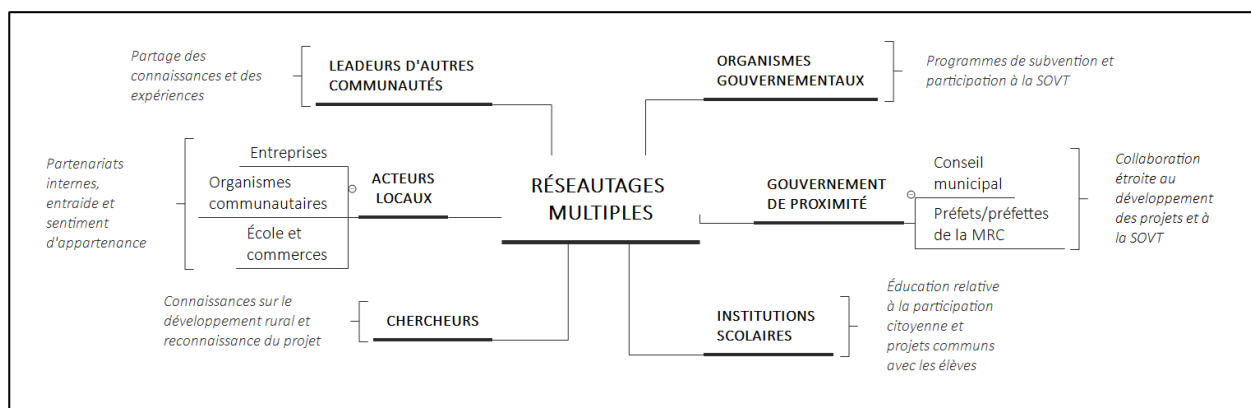 Partage des
connaissances et des
expériences
LEADEURS D'AUTRES
COMMUNAUTÉS
ORGANISMES
GOUVERNEMENTAUX
Programmes de subvention et
participation à la SOVT
Partenariats
internes,
entraide et
sentiment
d'appartenance
Entreprises
Organismes
communautaires
École et
commerces
ACTEURS
LOCAUX
RÉSEAUTAGES
MULTIPLES
GOUVERNEMENT
DE PROXIMITÉ
Conseil
municipal
Préfets/préfettes
de la MRC
Collaboration
étroite au
développement
des projets et à
la SOVT
Connaissances sur le
développement rural et
reconnaissance du projet
CHERCHEURS
INSTITUTIONS
SCOLAIRES
Éducation relative
à la participation
citoyenne et
projets communs
avec les élèves